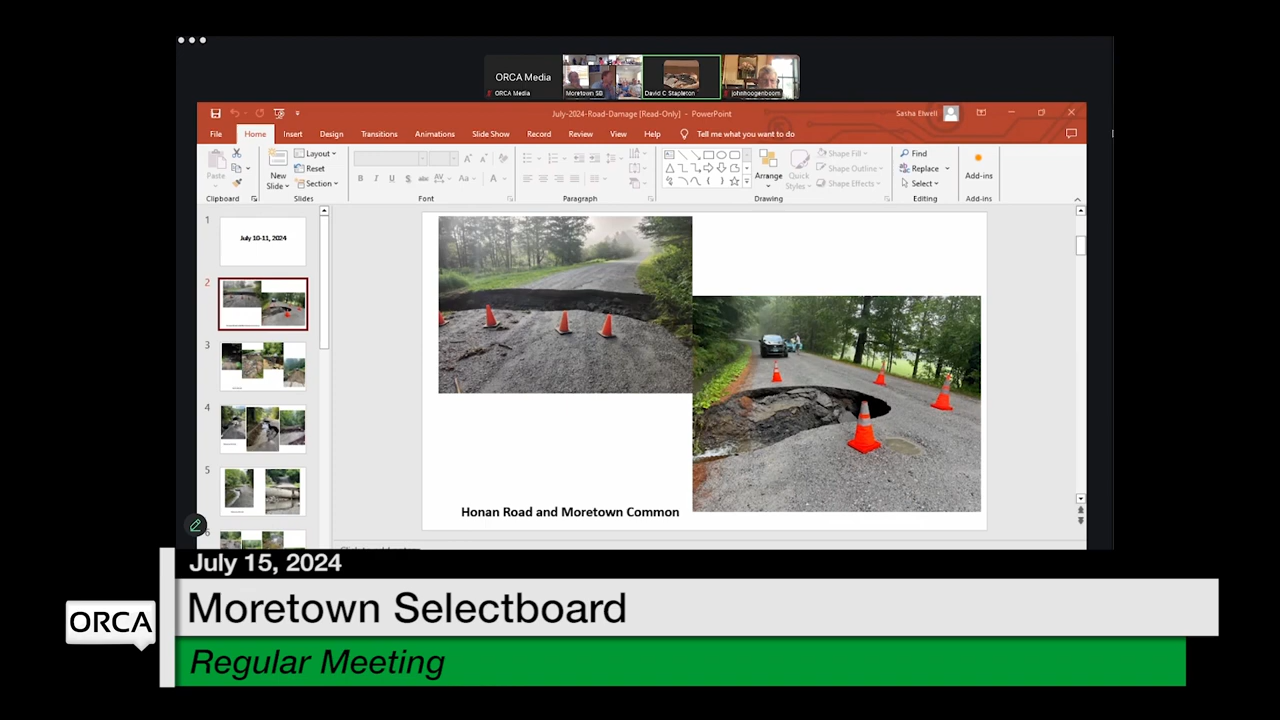 ORCA Media
ORCA Media
Moretown SB
David C Stapleton
johnhoogenboom
July-2024-Road-Damage [Read-Only] - PowerPoint
Sasha Elwell
File Home Insert Design Transitions Animations Slide Show Record Review View Help Tell me what you want to do
Paste
Clipboard
New Slide
Layout
Reset
Section
Slides
B I U S abc AV Aa A
Font
Paragraph
Arrange
Quick Styles
Shape Fill
Shape Outline
Shape Effects
Drawing
Find
Replace
Select
Editing
Add-ins
Add-ins
1
July 10-11, 2024
2
3
4
5
6
Honan Road and Moretown Common
July 15, 2024
ORCA
Moretown Selectboard
Regular Meeting